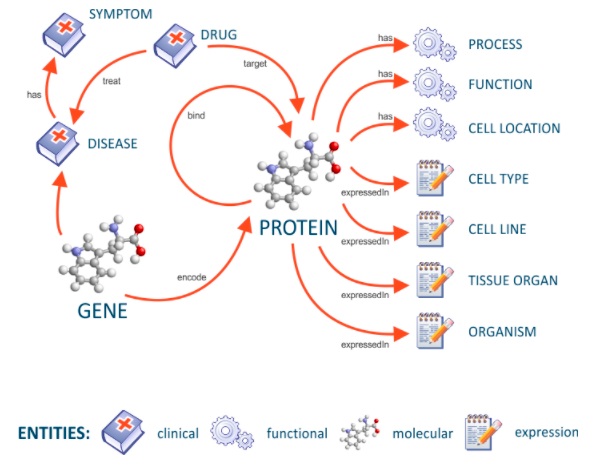 SYMPTOM
DRUG
has
PROCESS
target
has
treat
FUNCTION
has
bind
has
CELL LOCATION
DISEASE
CELL TYPE
expressedIn
PROTEIN
CELL LINE
expressedIn
encode
TISSUE ORGAN
expressedIn
GENE
ORGANISM
expressedIn
ENTITIES: clinical functional molecular expression